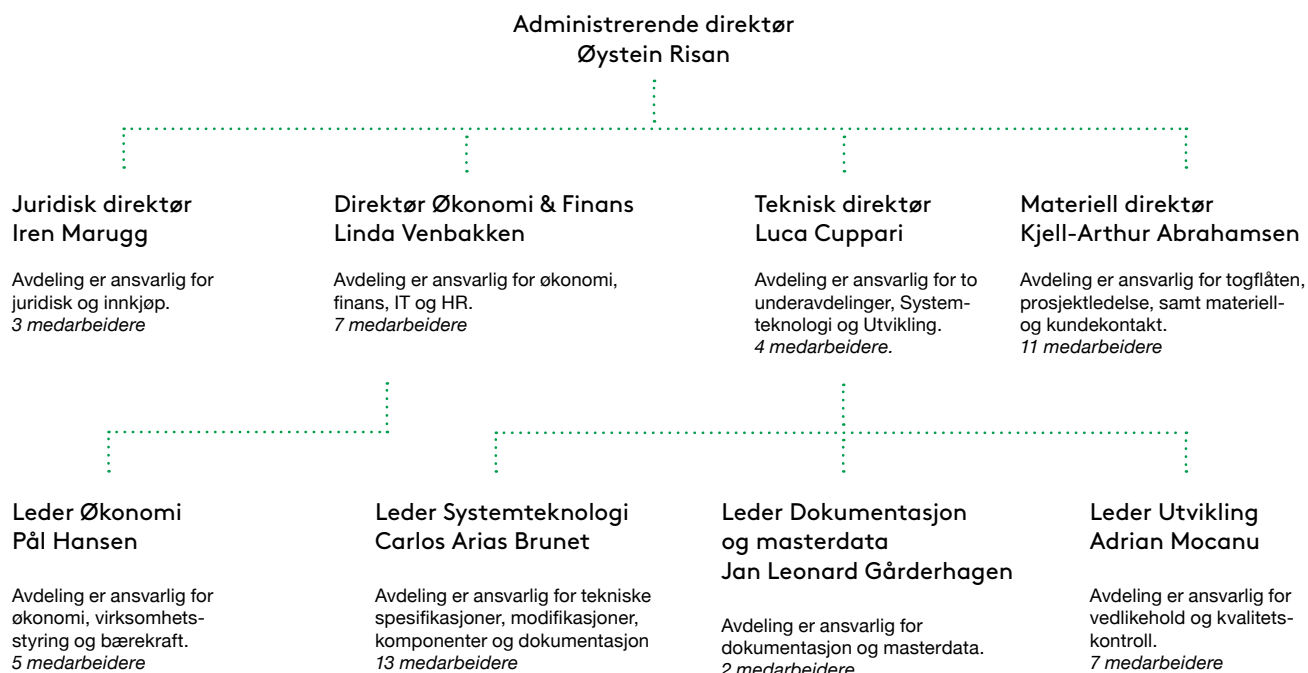 Administrerende direktør
Øystein Risan
Juridisk direktør
Iren Marugg
Avdeling er ansvarlig for
juridisk og innkjøp.
3 medarbeidere
Direktør Økonomi & Finans
Linda Venbakken
Avdeling er ansvarlig for økonomi,
finans, IT og HR.
7 medarbeidere
Teknisk direktør
Luca Cuppari
Avdeling er ansvarlig for to
underavdelinger, System-
teknologi og Utvikling.
4 medarbeidere.
Materiell direktør
Kjell-Arthur Abrahamsen
Avdeling er ansvarlig for togflåten,
prosjektledelse, samt materiell-
og kundekontakt.
11 medarbeidere
Leder Økonomi
Pål Hansen
Avdeling er ansvarlig for
økonomi, virksomhets-
styring og bærekraft.
5 medarbeidere
Leder Systemteknologi
Carlos Arias Brunet
Avdeling er ansvarlig for tekniske
spesifikasjoner, modifikasjoner,
komponenter og dokumentasjon
13 medarbeidere
Leder Dokumentasjon
og masterdata
Jan Leonard Gårderhagen
Avdeling er ansvarlig for
dokumentasjon og masterdata.
2 medarbeidere
Leder Utvikling
Adrian Mocanu
Avdeling er ansvarlig for
vedlikehold og kvalitets-
kontroll.
7 medarbeidere